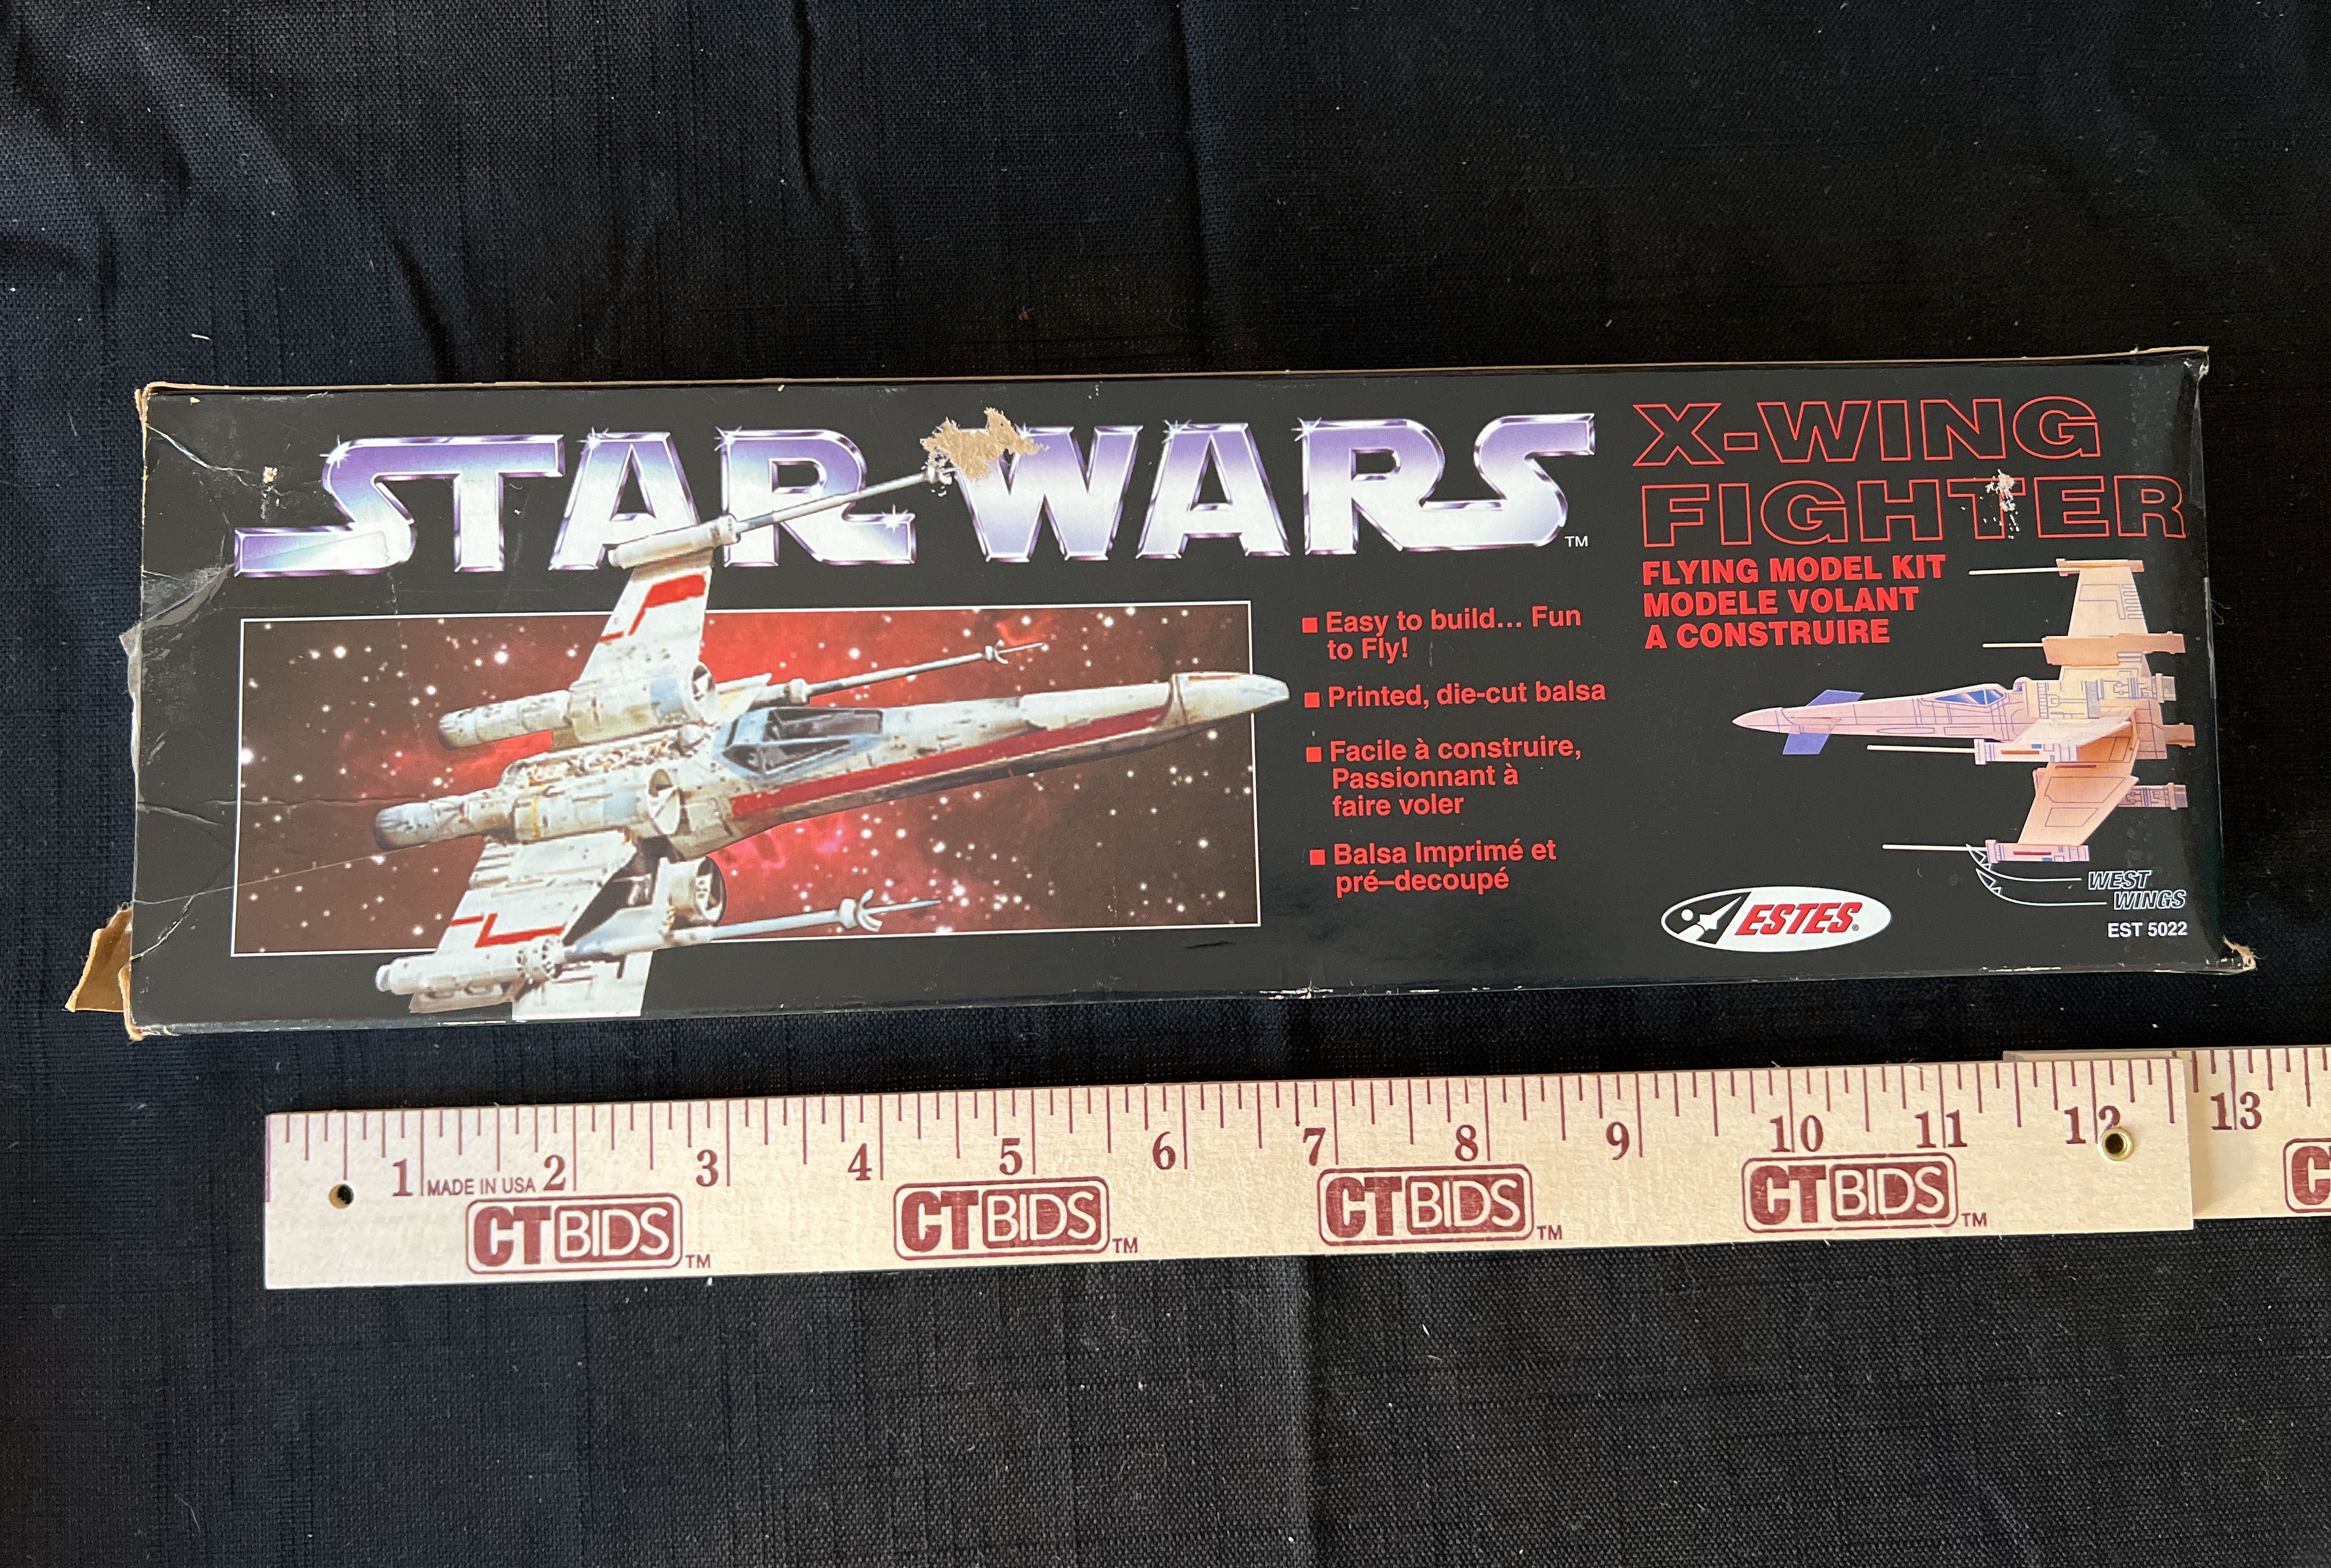 STAR WARS™
X-WING
FIGHTER
FLYING MODEL KIT
MODELE VOLANT
A CONSTRUIRE
■ Easy to build... Fun
to Fly!
■ Printed, die-cut balsa
■ Facile à construire,
Passionnant à
faire voler
■ Balsa Imprimé et
pré–decoupé
ESTES®
WEST
WINGS
EST 5022
1 2 3 4 5 6 7 8 9 10 11 12 13
MADE IN USA
CTBIDS™ CTBIDS™ CTBIDS™ CTBIDS™ C